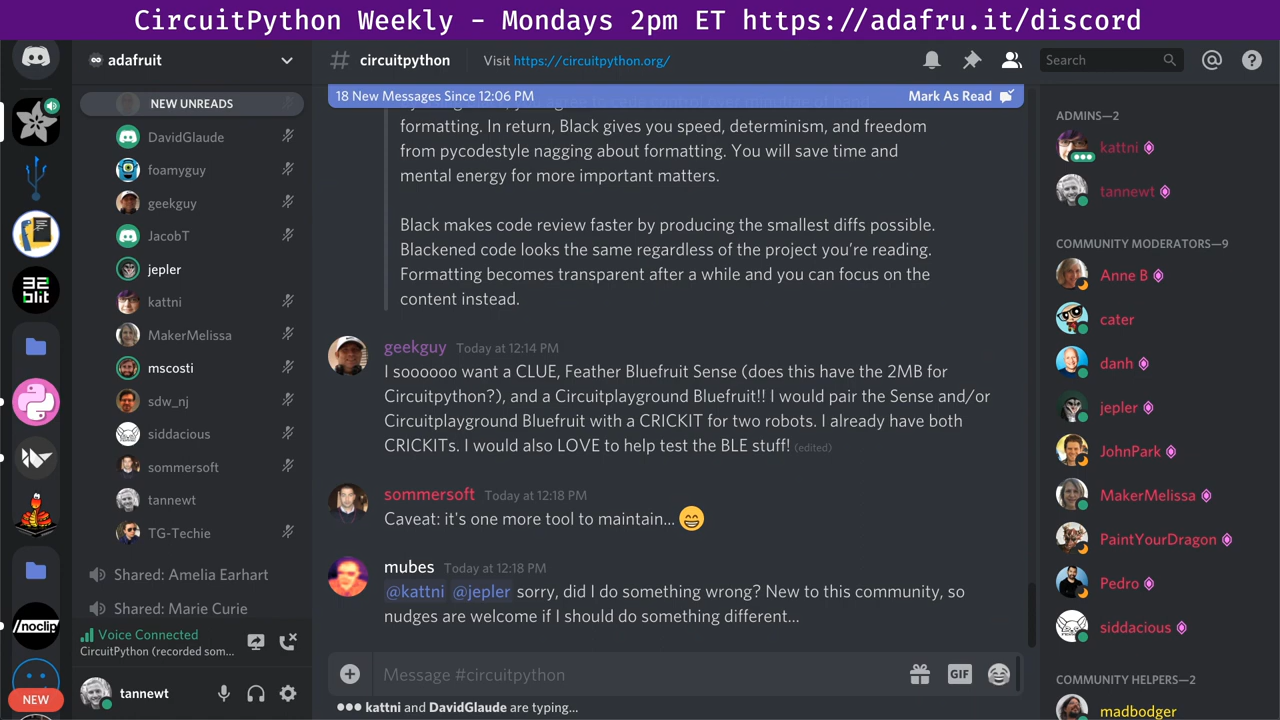 CircuitPython Weekly - Mondays 2pm ET https://adafru.it/discord
adafruit
NEW UNREADS
DavidGlaude
foamyguy
geekguy
JacobT
jepler
kattni
MakerMelissa
mscosti
sdw_nj
siddacious
sommersoft
tannewt
TG-Techie
Shared: Amelia Earhart
Shared: Marie Curie
Voice Connected
CircuitPython (recorded som...
tannewt
32
blit
/noclip
NEW
# circuitpython
Visit https://circuitpython.org/
Search
18 New Messages Since 12:06 PM
Mark As Read
formatting. In return, Black gives you speed, determinism, and freedom
from pycodestyle nagging about formatting. You will save time and
mental energy for more important matters.
Black makes code review faster by producing the smallest diffs possible.
Blackened code looks the same regardless of the project you're reading.
Formatting becomes transparent after a while and you can focus on the
content instead.
geekguy Today at 12:14 PM
I soooooo want a CLUE, Feather Bluefruit Sense (does this have the 2MB for
Circuitpython?), and a Circuitplayground Bluefruit!! I would pair the Sense and/or
Circuitplayground Bluefruit with a CRICKIT for two robots. I already have both
CRICKITs. I would also LOVE to help test the BLE stuff! (edited)
sommersoft Today at 12:18 PM
Caveat: it's one more tool to maintain... 😄
mubes Today at 12:18 PM
@kattni @jepler sorry, did I do something wrong? New to this community, so
nudges are welcome if I should do something different...
Message #circuitpython
GIF
kattni and DavidGlaude are typing...
ADMINS—2
kattni
tannewt
COMMUNITY MODERATORS—9
Anne B
cater
danh
jepler
JohnPark
MakerMelissa
PaintYourDragon
Pedro
siddacious
COMMUNITY HELPERS—2
madbodger